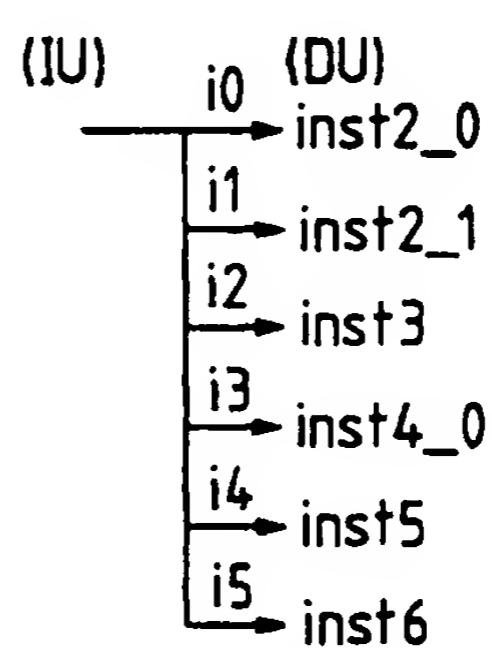 (IU) (DU)
i0 inst2_0
i1 inst2_1
i2 inst3
i3 inst4_0
i4 inst5
i5 inst6